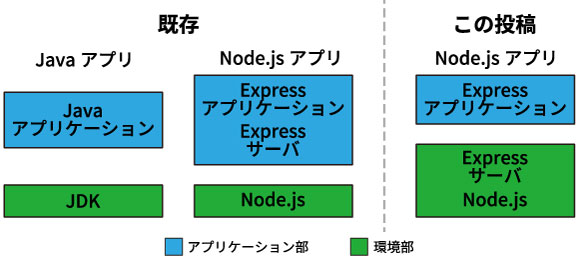 既存
この投稿
Java アプリ
Node.js アプリ
Node.js アプリ
Java
アプリケーション
Express
アプリケーション
Express
サーバ
Express
アプリケーション
JDK
Node.js
Express
サーバ
Node.js
アプリケーション部
環境部